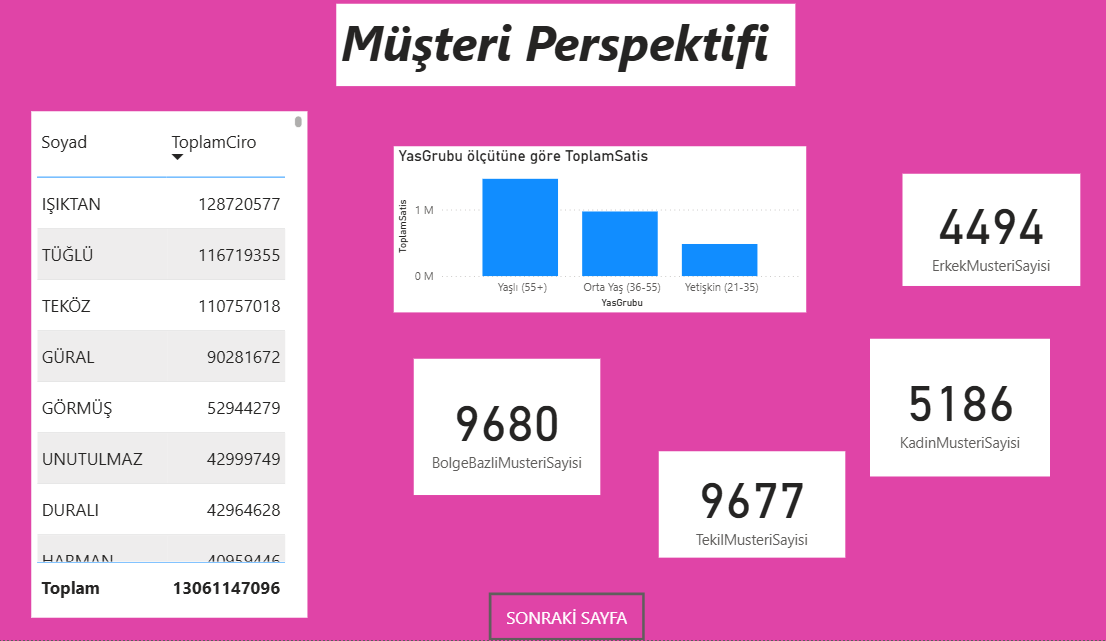 Müşteri Perspektifi
Soyad ToplamCiro
IŞIKTAN 128720577
TÜĞLÜ 116719355
TEKÖZ 110757018
GÜRAL 90281672
GÖRMÜŞ 52944279
UNUTULMAZ 42999749
DURALI 42964628
HARMAN 40959446
Toplam 13061147096
YasGrubu ölçütüne göre ToplamSatis
ToplamSatis
1 M
0 M
Yaşlı (55+) Orta Yaş (36-55) Yetişkin (21-35)
YasGrubu
4494
ErkekMusteriSayisi
9680
BolgeBazliMusteriSayisi
5186
KadinMusteriSayisi
9677
TekilMusteriSayisi
SONRAKİ SAYFA